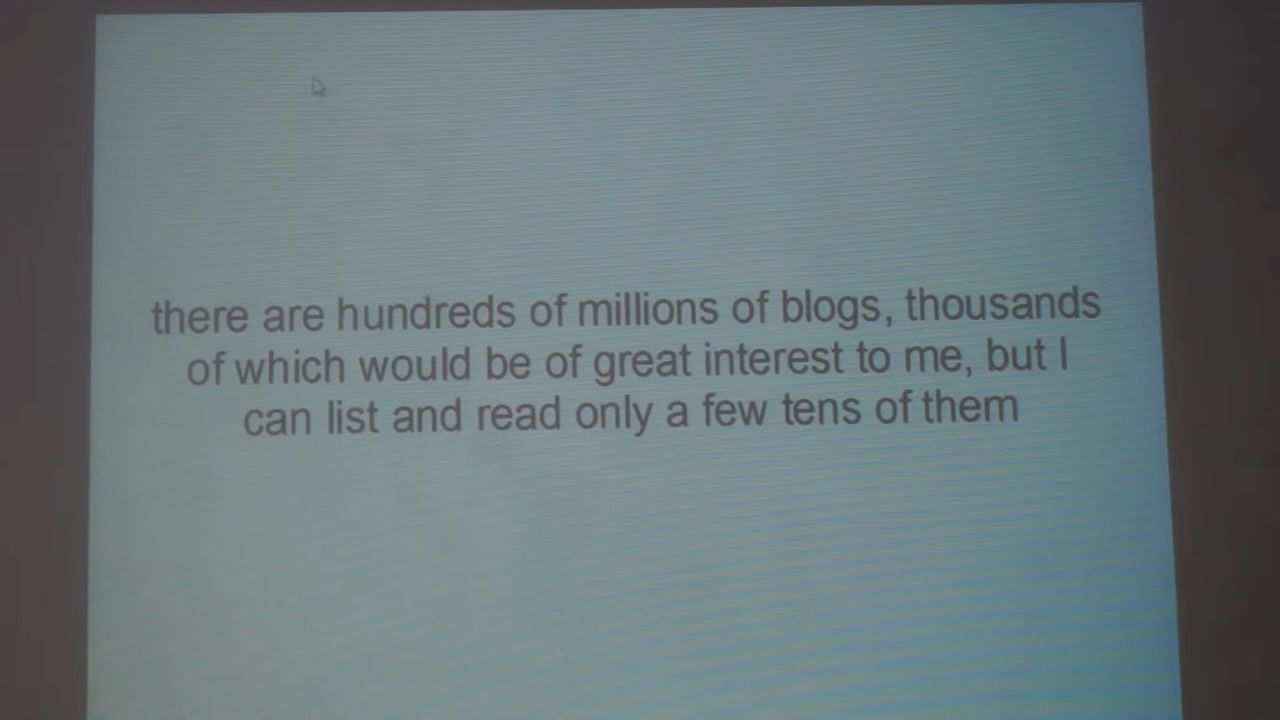 there are hundreds of millions of blogs, thousands
of which would be of great interest to me, but I
can list and read only a few tens of them